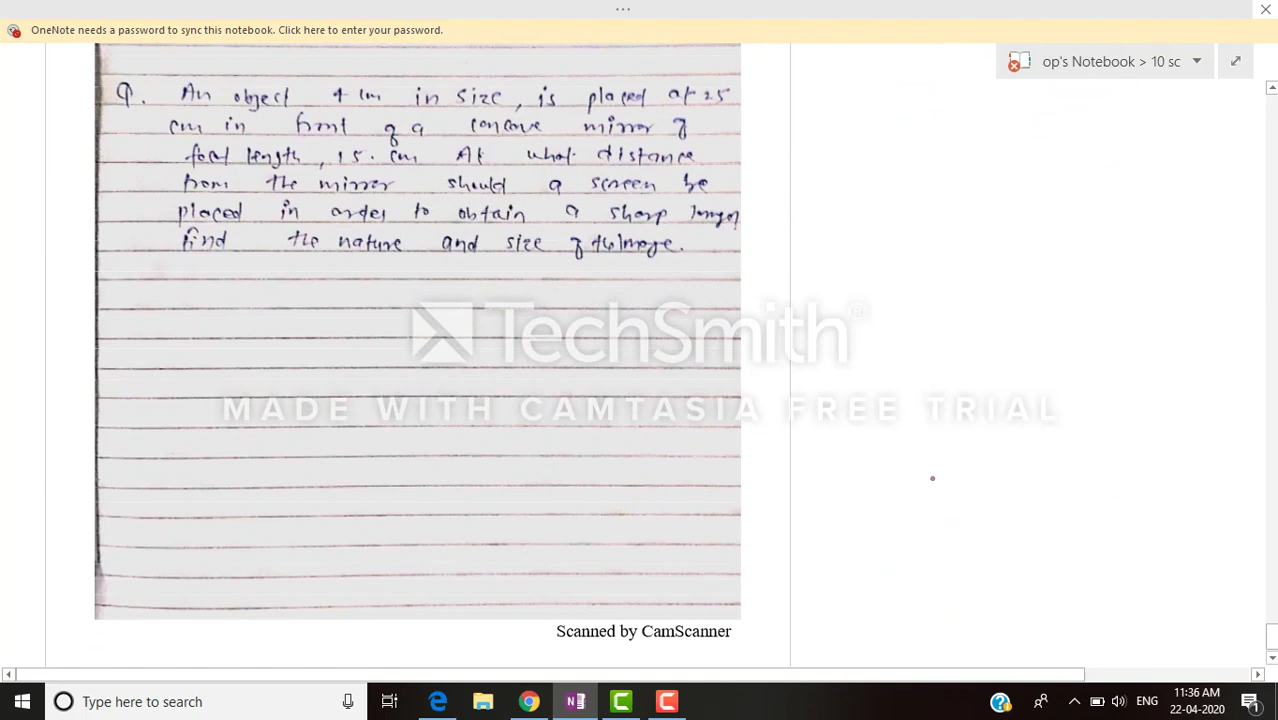 OneNote needs a password to sync this notebook. Click here to enter your password.
op's Notebook > 10 sc
Q. An object 4 cm in size, is placed at 25
cm in front of a concave mirror of
focal length, 15. cm At what distance
from the mirror should a screen be
placed in order to obtain a sharp
find the nature and size of the Image.
TechSmith®
MADE WITH CAMTASIA FREE TRIAL
Scanned by CamScanner
Type here to search
ENG
11:36 AM
22-04-2020
1